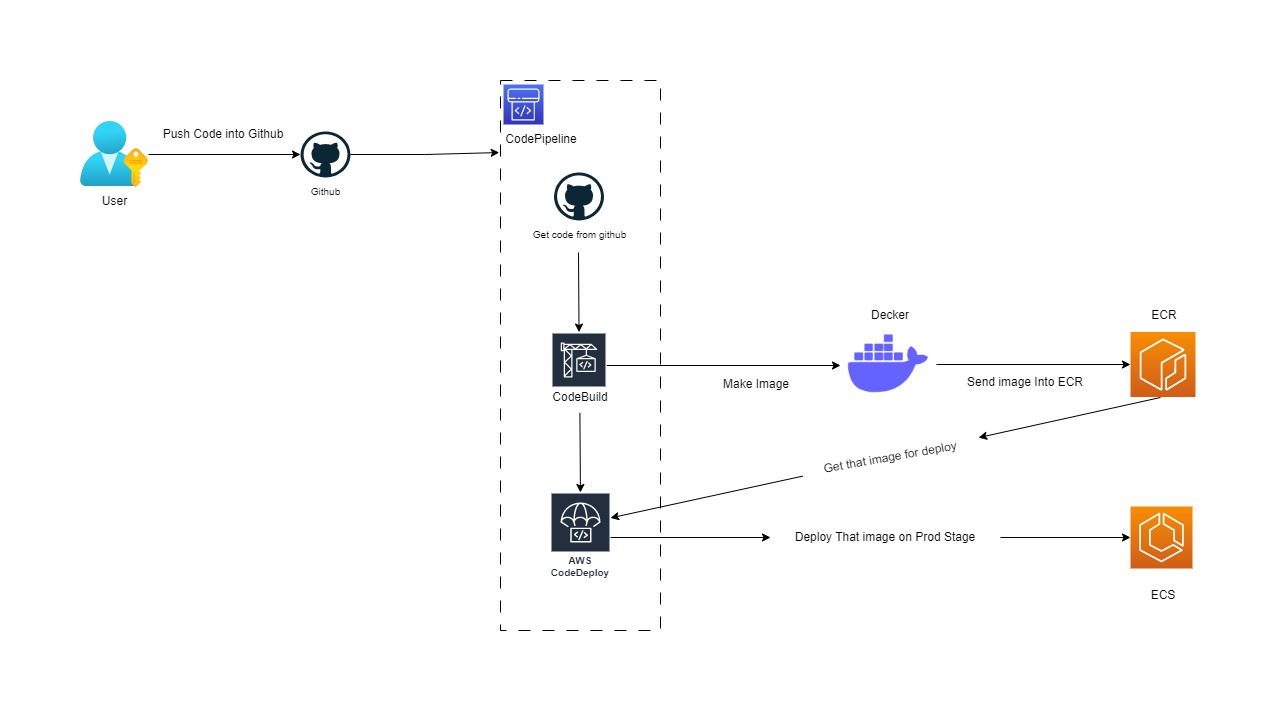 Push Code into Github
User
Github
CodePipeline
Get code from github
CodeBuild
Make Image
Decker
Send image Into ECR
ECR
Get that image for deploy
AWS
CodeDeploy
Deploy That image on Prod Stage
ECS